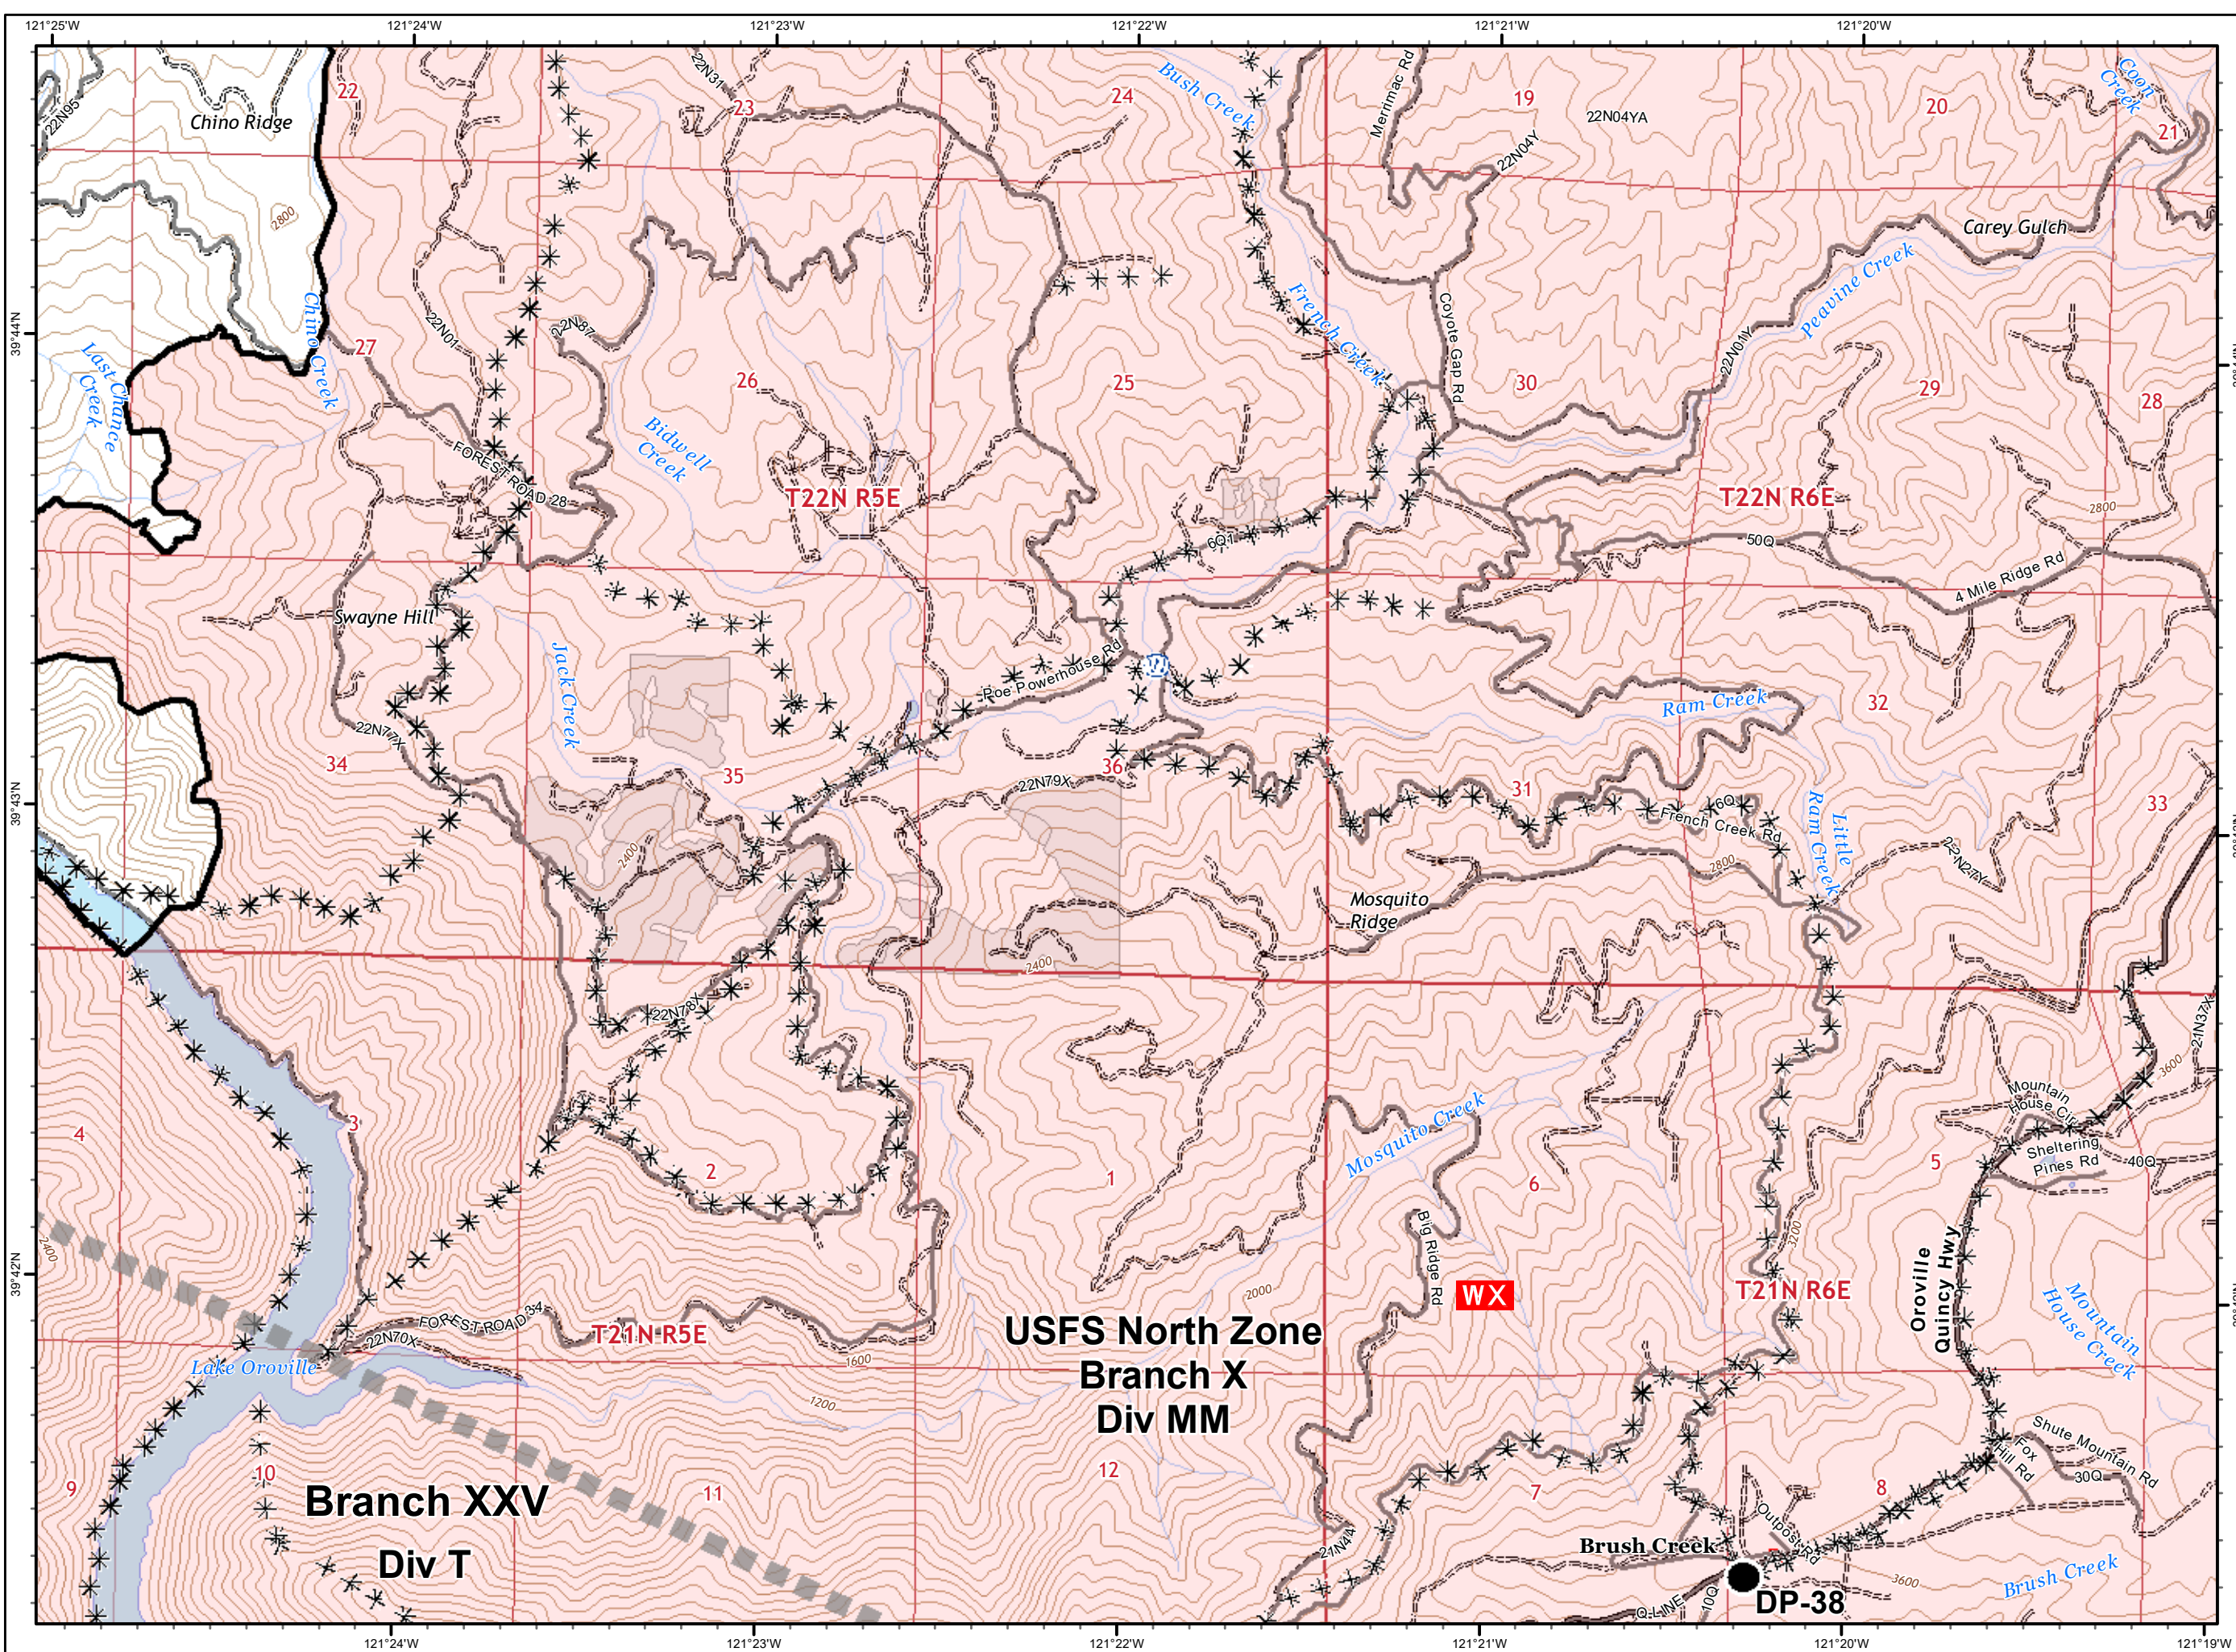 121°25'W
121°24'W
121°23'W
121°22'W
121°21'W
121°20'W
22N95
Chino Ridge
22
22N31
23
24
Bush Creek
Merrimac Rd
19
22N04YA
22N04Y
20
Coon
Creek
21
2800
Carey Gulch
39°44'N
Chino Creek
Last Chance
Creek
27
22N01
22N87
26
25
French Creek
Coyote Gap Rd
30
22N01Y
Peavine Creek
29
28
FOREST ROAD 28
Bidwell
Creek
T22N R5E
T22N R6E
2800
6Q1
50Q
4 Mile Ridge Rd
Swayne Hill
Jack Creek
Poe Powerhouse Rd
W
Ram Creek
32
22N77X
34
35
36
22N79X
31
6Q
French Creek Rd
33
39°43'N
2400
2800
Little
Ram Creek
22N27Y
Mosquito
Ridge
2400
22N78X
21N37X
3600
Mountain
House Cir
Sheltering
Pines Rd
40Q
4
3
2
1
Mosquito Creek
6
5
2400
Big Ridge Rd
3200
Oroville
Quincy Hwy
39°42'N
2000
WX
T21N R6E
Mountain
House Creek
FOREST ROAD 34
22N70X
T21N R5E
USFS North Zone
Branch X
Div MM
1600
Lake Oroville
1200
9
10
Branch XXV
Div T
11
12
7
8
Fox
Hill Rd
Shute Mountain Rd
30Q
21N44
Brush Creek
Outpost Rd
DP-38
Q-LINE
10Q
3600
Brush Creek
121°24'W
121°23'W
121°22'W
121°21'W
121°20'W
121°19'W